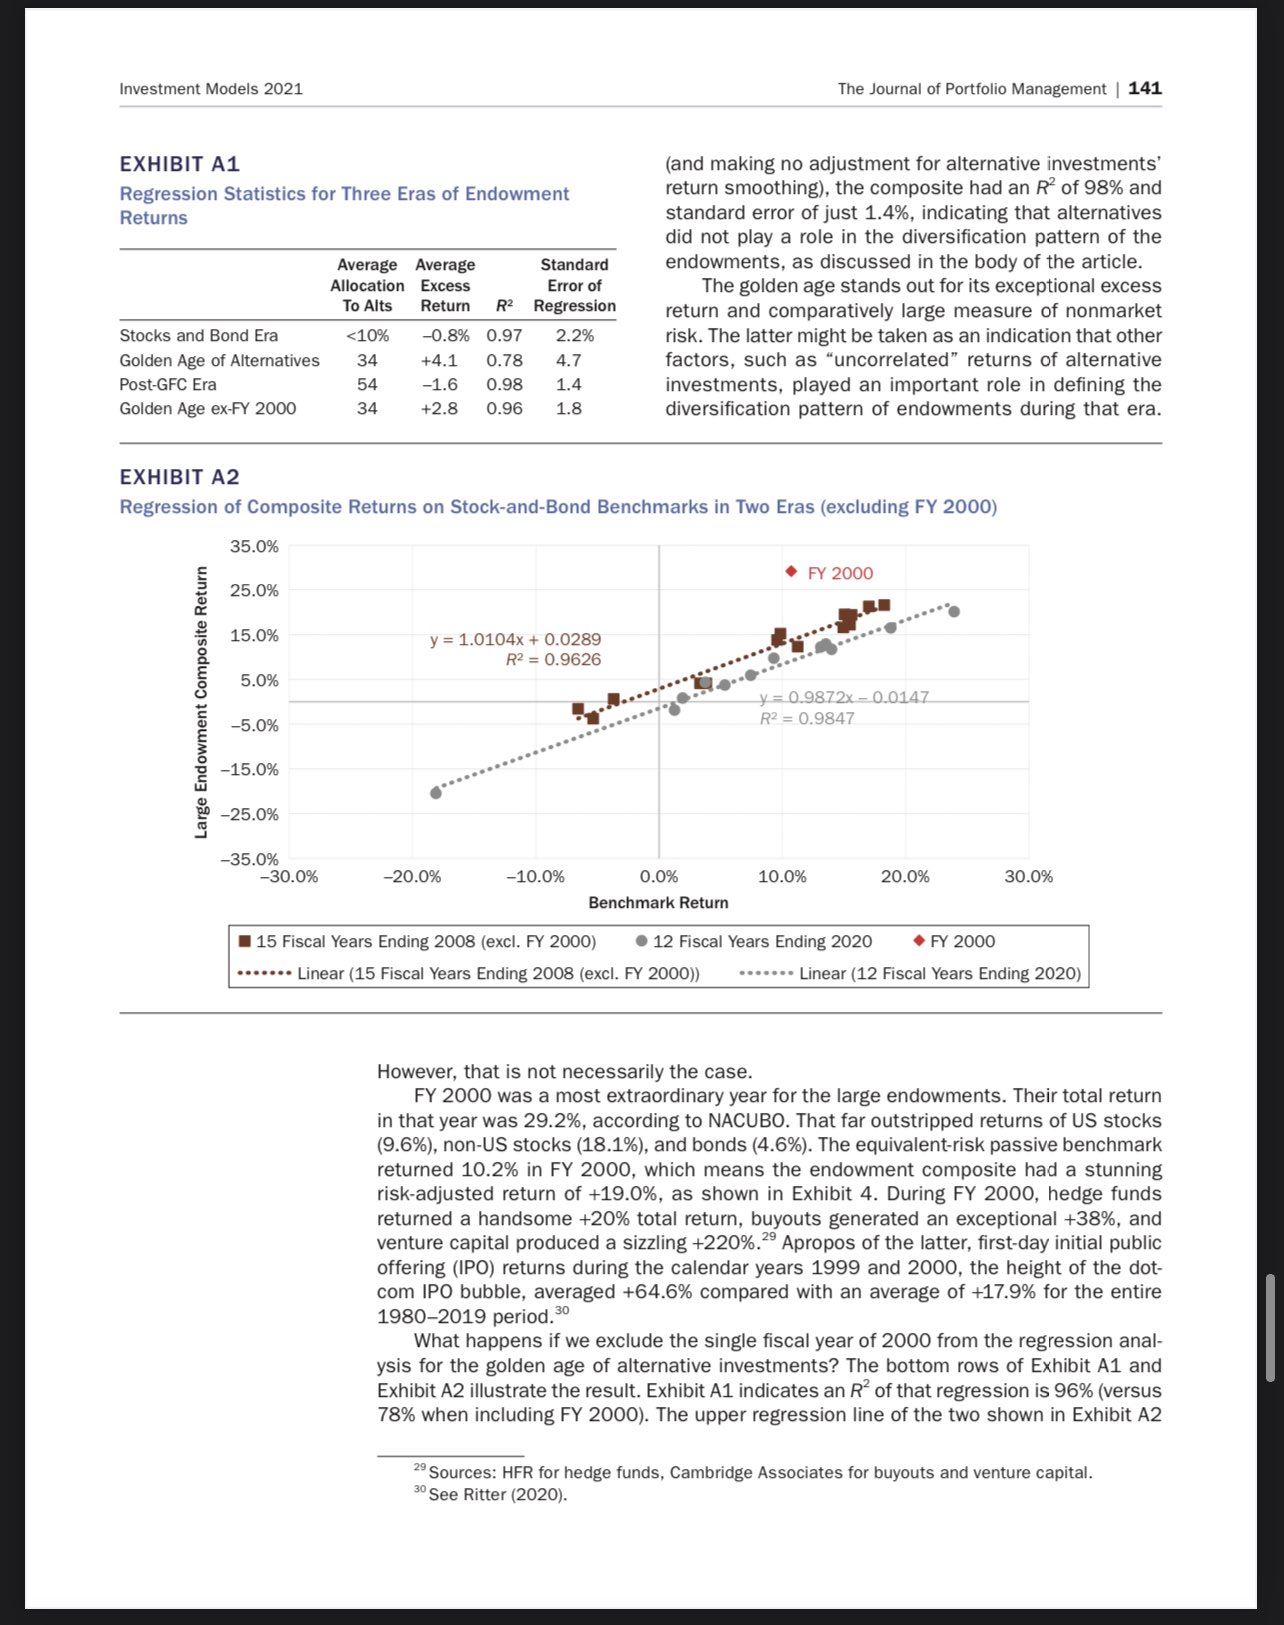 Investment Models 2021
The Journal of Portfolio Management | 141
EXHIBIT A1
Regression Statistics for Three Eras of Endowment
Returns
Average Average Standard
Allocation Excess Error of
To Alts Return R² Regression
Stocks and Bond Era <10% –0.8% 0.97 2.2%
Golden Age of Alternatives 34 +4.1 0.78 4.7
Post-GFC Era 54 –1.6 0.98 1.4
Golden Age ex-FY 2000 34 +2.8 0.96 1.8
(and making no adjustment for alternative investments’
return smoothing), the composite had an R² of 98% and
standard error of just 1.4%, indicating that alternatives
did not play a role in the diversification pattern of the
endowments, as discussed in the body of the article.
The golden age stands out for its exceptional excess
return and comparatively large measure of nonmarket
risk. The latter might be taken as an indication that other
factors, such as “uncorrelated” returns of alternative
investments, played an important role in defining the
diversification pattern of endowments during that era.
EXHIBIT A2
Regression of Composite Returns on Stock-and-Bond Benchmarks in Two Eras (excluding FY 2000)
Large Endowment Composite Return
35.0%
25.0%
15.0%
5.0%
–5.0%
–15.0%
–25.0%
–35.0%
FY 2000
y = 1.0104x + 0.0289
R² = 0.9626
y = 0.9872x – 0.0147
R² = 0.9847
–30.0% –20.0% –10.0% 0.0% 10.0% 20.0% 30.0%
Benchmark Return
15 Fiscal Years Ending 2008 (excl. FY 2000) 12 Fiscal Years Ending 2020 FY 2000
Linear (15 Fiscal Years Ending 2008 (excl. FY 2000)) Linear (12 Fiscal Years Ending 2020)
However, that is not necessarily the case.
FY 2000 was a most extraordinary year for the large endowments. Their total return
in that year was 29.2%, according to NACUBO. That far outstripped returns of US stocks
(9.6%), non-US stocks (18.1%), and bonds (4.6%). The equivalent-risk passive benchmark
returned 10.2% in FY 2000, which means the endowment composite had a stunning
risk-adjusted return of +19.0%, as shown in Exhibit 4. During FY 2000, hedge funds
returned a handsome +20% total return, buyouts generated an exceptional +38%, and
venture capital produced a sizzling +220%.²⁹ Apropos of the latter, first-day initial public
offering (IPO) returns during the calendar years 1999 and 2000, the height of the dot-
com IPO bubble, averaged +64.6% compared with an average of +17.9% for the entire
1980–2019 period.³⁰
What happens if we exclude the single fiscal year of 2000 from the regression anal-
ysis for the golden age of alternative investments? The bottom rows of Exhibit A1 and
Exhibit A2 illustrate the result. Exhibit A1 indicates an R² of that regression is 96% (versus
78% when including FY 2000). The upper regression line of the two shown in Exhibit A2
²⁹ Sources: HFR for hedge funds, Cambridge Associates for buyouts and venture capital.
³⁰ See Ritter (2020).